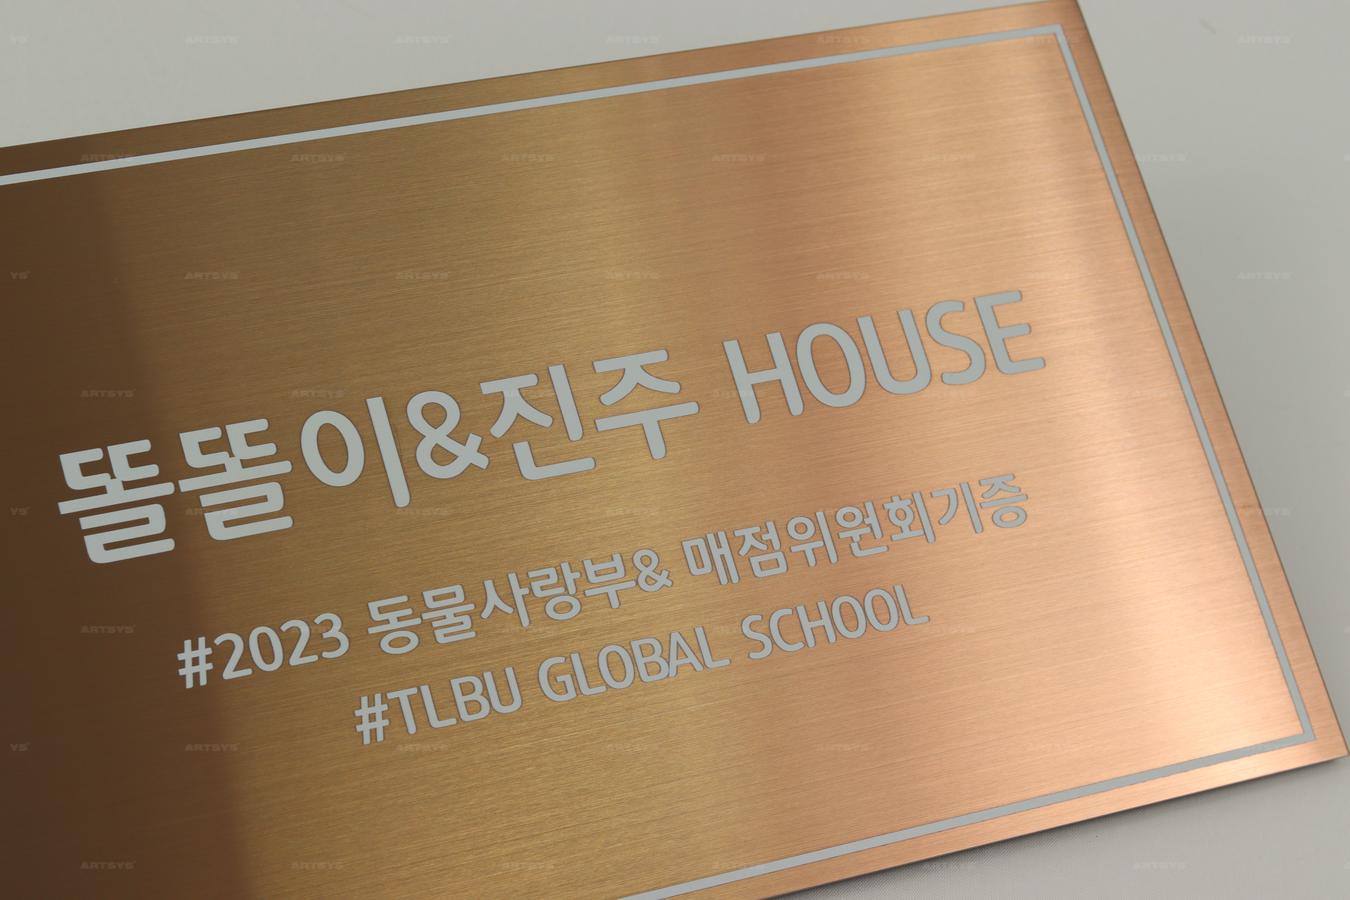 똘똘이&진주 HOUSE
#2023 동물사랑부& 매점위원회기증
#TLBU GLOBAL SCHOOL
ARTSYS